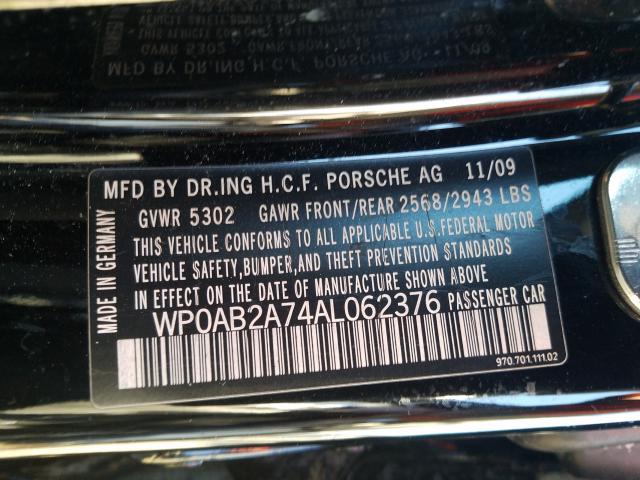 MFD BY DR.ING H.C.F. PORSCHE AG 11/09
GVWR 5302 GAWR FRONT/REAR 2568/2943 LBS
THIS VEHICLE CONFORMS TO ALL APPLICABLE U.S.FEDERAL MOTOR
VEHICLE SAFETY,BUMPER,AND THEFT PREVENTION STANDARDS
IN EFFECT ON THE DATE OF MANUFACTURE SHOWN ABOVE.
WP0AB2A74AL062376 PASSENGER CAR
970.701.111.02
MADE IN GERMANY